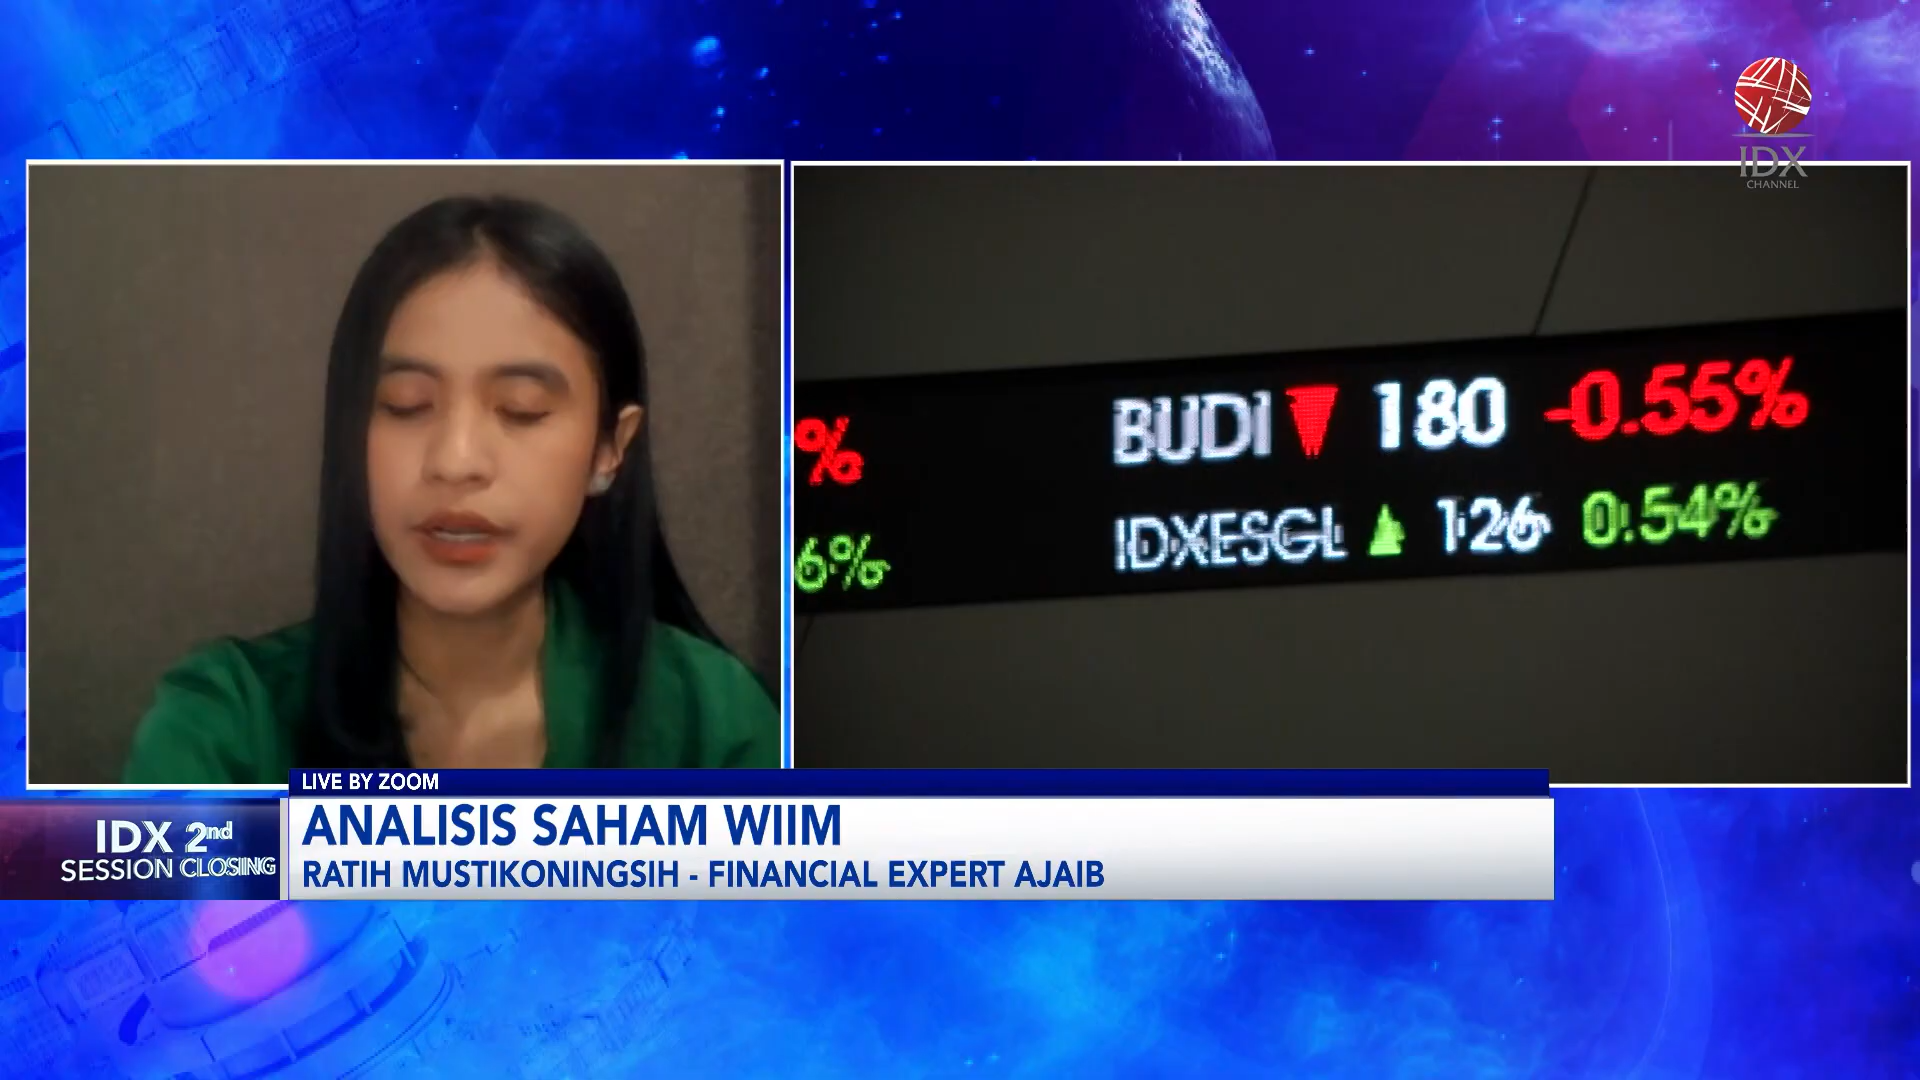 IDX
CHANNEL
%
BUDI ▼ 180 -0.55%
6%
IDXESGL ▲ 126 0.54%
LIVE BY ZOOM
ANALISIS SAHAM WIIM
RATIH MUSTIKONINGSIH - FINANCIAL EXPERT AJAIB
IDX 2nd
SESSION CLOSING